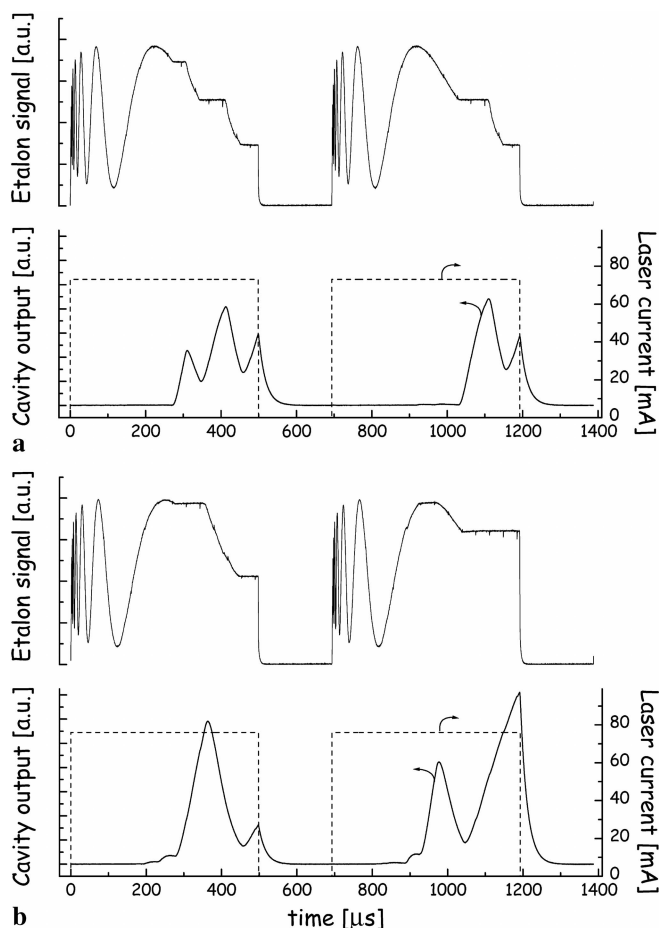 Etalon signal [a.u.]
Cavity output [a.u.]
Laser current [mA]
80
60
40
20
0
0 200 400 600 800 1000 1200 1400
a
Etalon signal [a.u.]
Cavity output [a.u.]
Laser current [mA]
80
60
40
20
0
0 200 400 600 800 1000 1200 1400
b
time [μs]